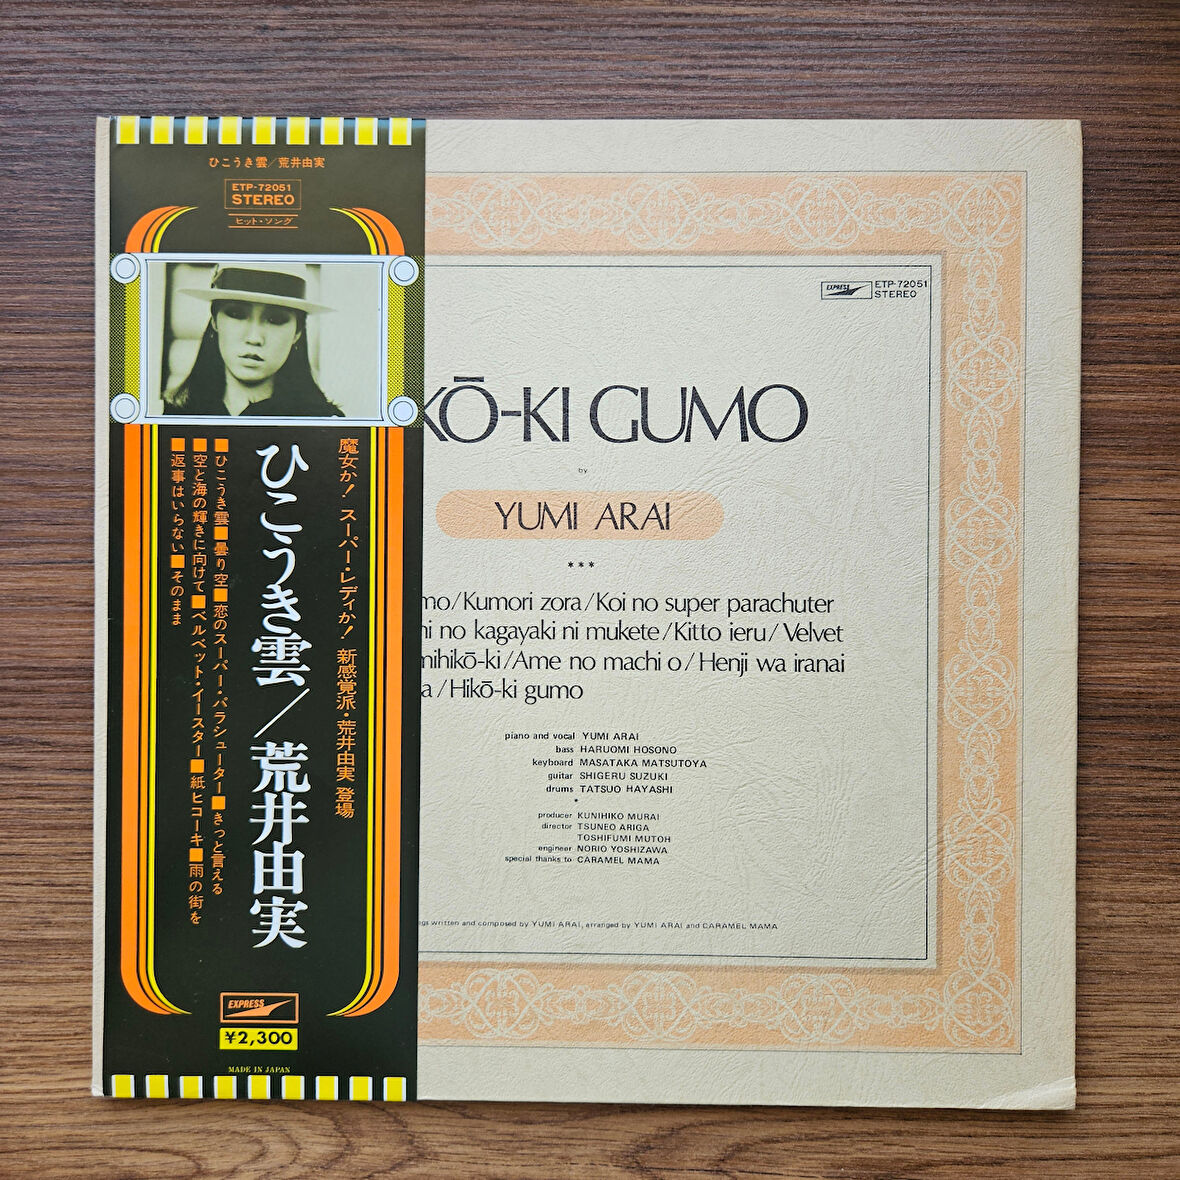 ひこうき雲/荒井由実
ETP-72051
STEREO
ヒット・ソング
魔女か!スーパー・レディか!新感覚派・荒井由実 登場
ひこうき雲/荒井由実
■ひこうき雲■曇り空■恋のスーパー・パラシューター■きっと言える
■空と海の輝きに向けて■ベルベット・イースター■紙ヒコーキ■雨の街を
■返事はいらない■そのまま
EXPRESS
¥2,300
MADE IN JAPAN
EXPRESS
ETP-72051
STEREO
KŌ-KI GUMO
by
YUMI ARAI
***
mo/Kumori zora/Koi no super parachuter
ni no kagayaki ni mukete/Kitto ieru/Velvet
mihikō-ki/Ame no machi o/Henji wa iranai
a/Hikō-ki gumo
piano and vocal YUMI ARAI
bass HARUOMI HOSONO
keyboard MASATAKA MATSUTOYA
guitar SHIGERU SUZUKI
drums TATSUO HAYASHI
*
producer KUNIHIKO MURAI
director TSUNEO ARIGA
TOSHIFUMI MUTOH
engineer NORIO YOSHIZAWA
special thanks to CARAMEL MAMA
gs written and composed by YUMI ARAI, arranged by YUMI ARAI and CARAMEL MAMA